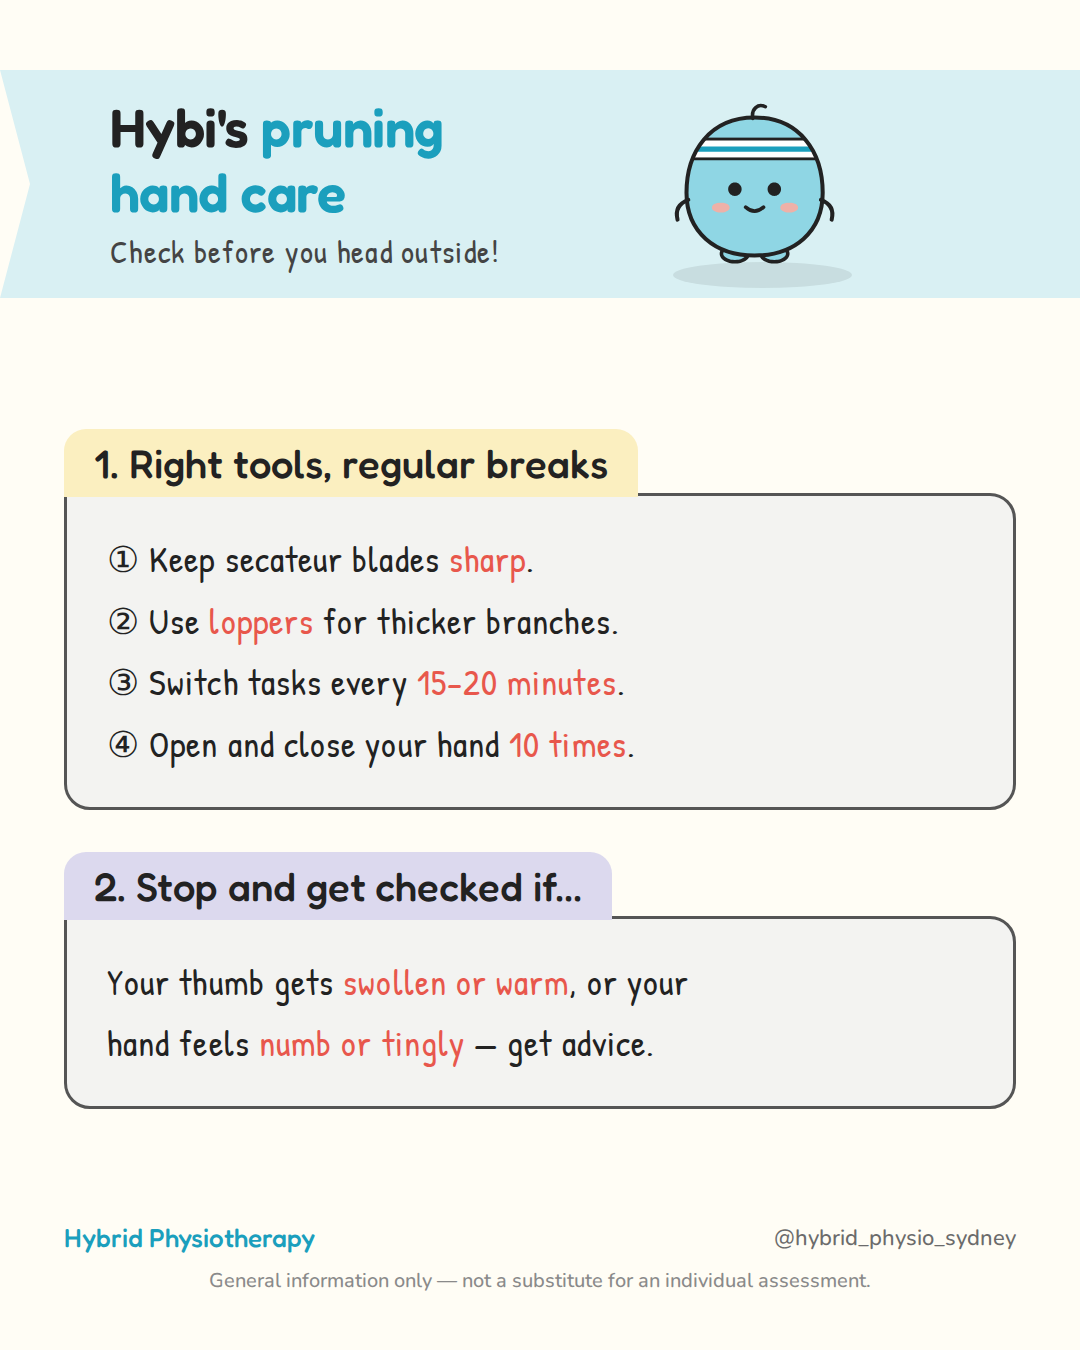 Hybi's pruning
hand care
Check before you head outside!
1. Right tools, regular breaks
① Keep secateur blades sharp.
② Use loppers for thicker branches.
③ Switch tasks every 15–20 minutes.
④ Open and close your hand 10 times.
2. Stop and get checked if...
Your thumb gets swollen or warm, or your
hand feels numb or tingly — get advice.
Hybrid Physiotherapy
@hybrid_physio_sydney
General information only — not a substitute for an individual assessment.